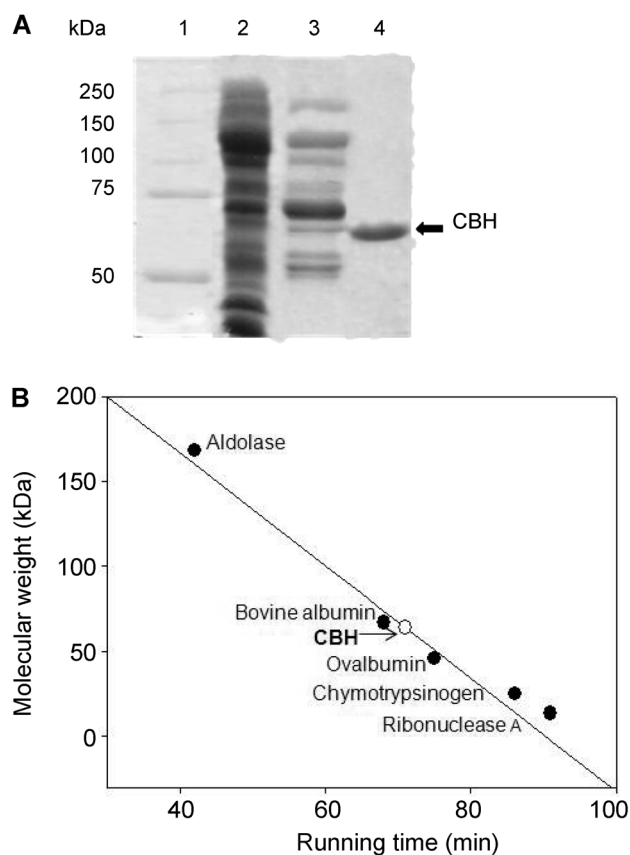 A kDa 1 2 3 4
250
150
100
75
50
CBH
B
200
150
100
50
0
Molecular weight (kDa)
Aldolase
Bovine albumin
CBH
Ovalbumin
Chymotrypsinogen
Ribonuclease A
40 60 80 100
Running time (min)